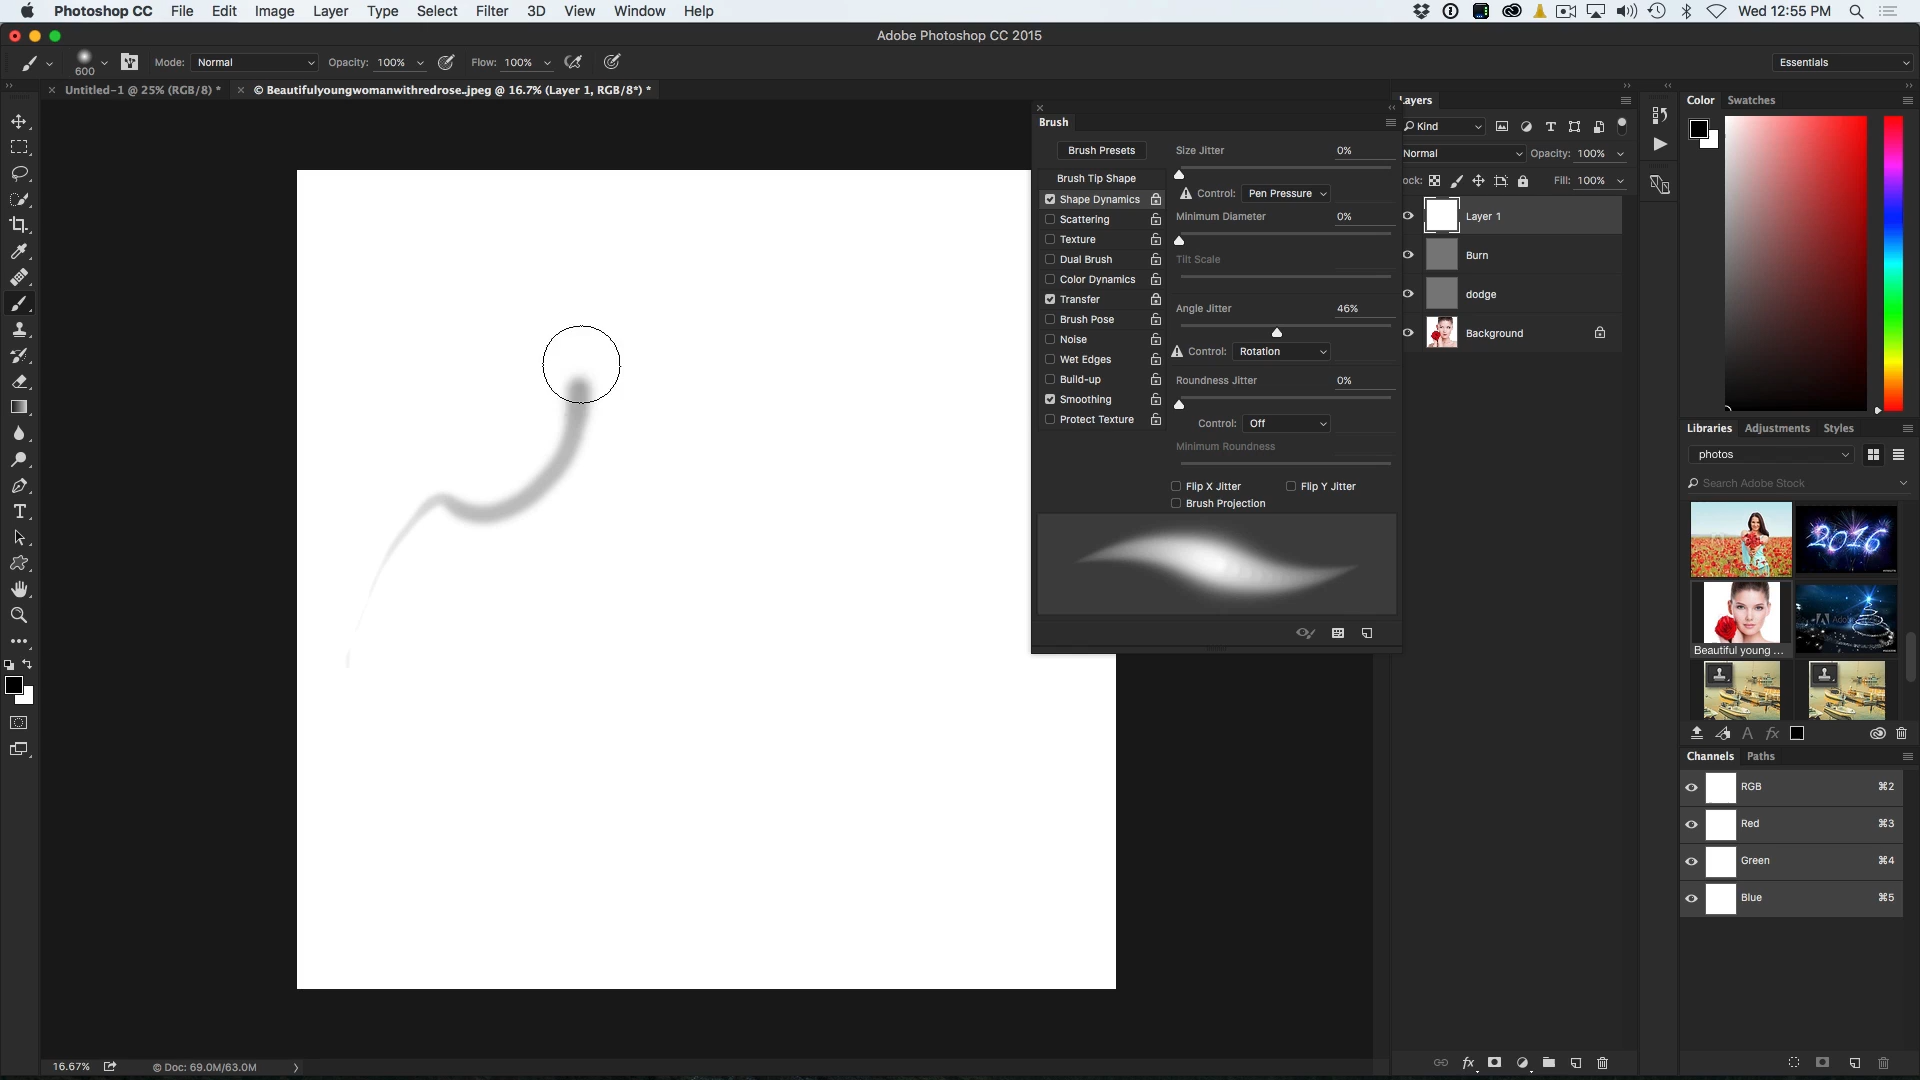 Photoshop CC File Edit Image Layer Type Select Filter 3D View Window Help Wed 12:55 PM
Adobe Photoshop CC 2015
600 Mode: Normal Opacity: 100% Flow: 100% Essentials
Untitled-1 @ 25% (RGB/8) * © Beautifulyoungwomanwithredrose..jpeg @ 16.7% (Layer 1, RGB/8*) *
Brush
Brush Presets
Brush Tip Shape
Shape Dynamics
Scattering
Texture
Dual Brush
Color Dynamics
Transfer
Brush Pose
Noise
Wet Edges
Build-up
Smoothing
Protect Texture
Size Jitter 0%
Control: Pen Pressure
Minimum Diameter 0%
Tilt Scale
Angle Jitter 46%
Control: Rotation
Roundness Jitter 0%
Control: Off
Minimum Roundness
Flip X Jitter Flip Y Jitter
Brush Projection
Layers
Kind
Normal Opacity: 100%
ock: Fill: 100%
Layer 1
Burn
dodge
Background
fx
Color Swatches
Libraries Adjustments Styles
photos
Search Adobe Stock
2016
Beautiful young ...
A fx
Channels Paths
RGB ⌘2
Red ⌘3
Green ⌘4
Blue ⌘5
16.67% © Doc: 69.0M/63.0M